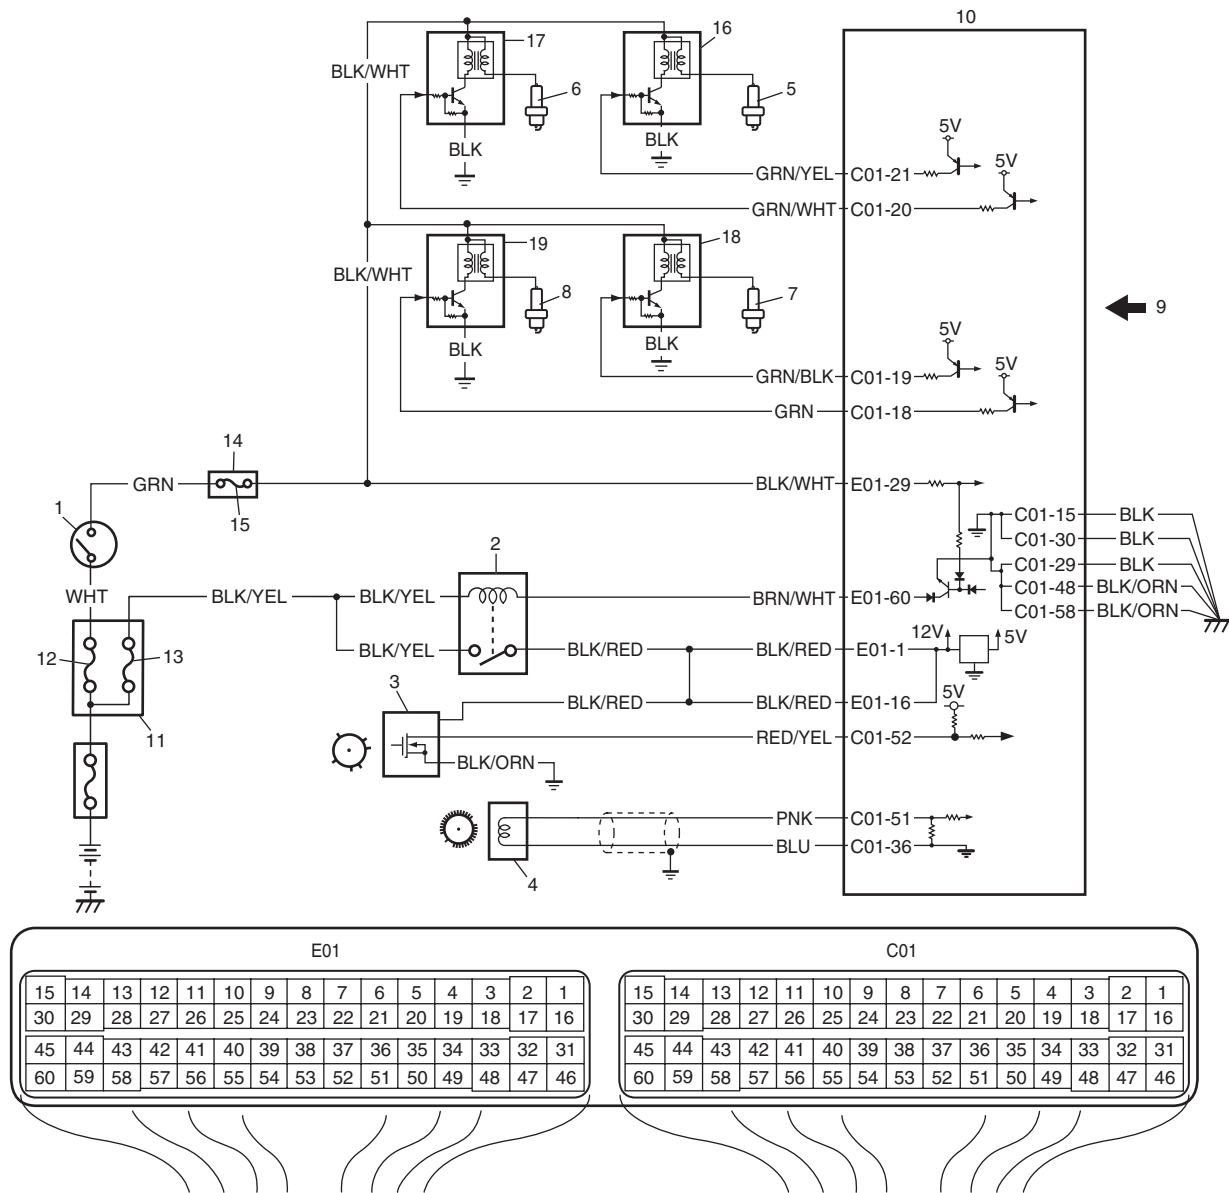 10
17
16
BLK/WHT
6
5
BLK
BLK
5V
5V
GRN/YEL C01-21
GRN/WHT C01-20
19
18
BLK/WHT
8
7
9
BLK
BLK
5V
5V
GRN/BLK C01-19
GRN C01-18
14
GRN
15
BLK/WHT E01-29
1
C01-15 BLK
C01-30 BLK
C01-29 BLK
C01-48 BLK/ORN
C01-58 BLK/ORN
2
WHT
BLK/YEL BLK/YEL BRN/WHT E01-60
12V 5V
12 13
BLK/YEL BLK/RED BLK/RED E01-1
3
5V
BLK/RED BLK/RED E01-16
11
RED/YEL C01-52
BLK/ORN
PNK C01-51
BLU C01-36
4
E01
15 14 13 12 11 10 9 8 7 6 5 4 3 2 1
30 29 28 27 26 25 24 23 22 21 20 19 18 17 16
45 44 43 42 41 40 39 38 37 36 35 34 33 32 31
60 59 58 57 56 55 54 53 52 51 50 49 48 47 46
C01
15 14 13 12 11 10 9 8 7 6 5 4 3 2 1
30 29 28 27 26 25 24 23 22 21 20 19 18 17 16
45 44 43 42 41 40 39 38 37 36 35 34 33 32 31
60 59 58 57 56 55 54 53 52 51 50 49 48 47 46